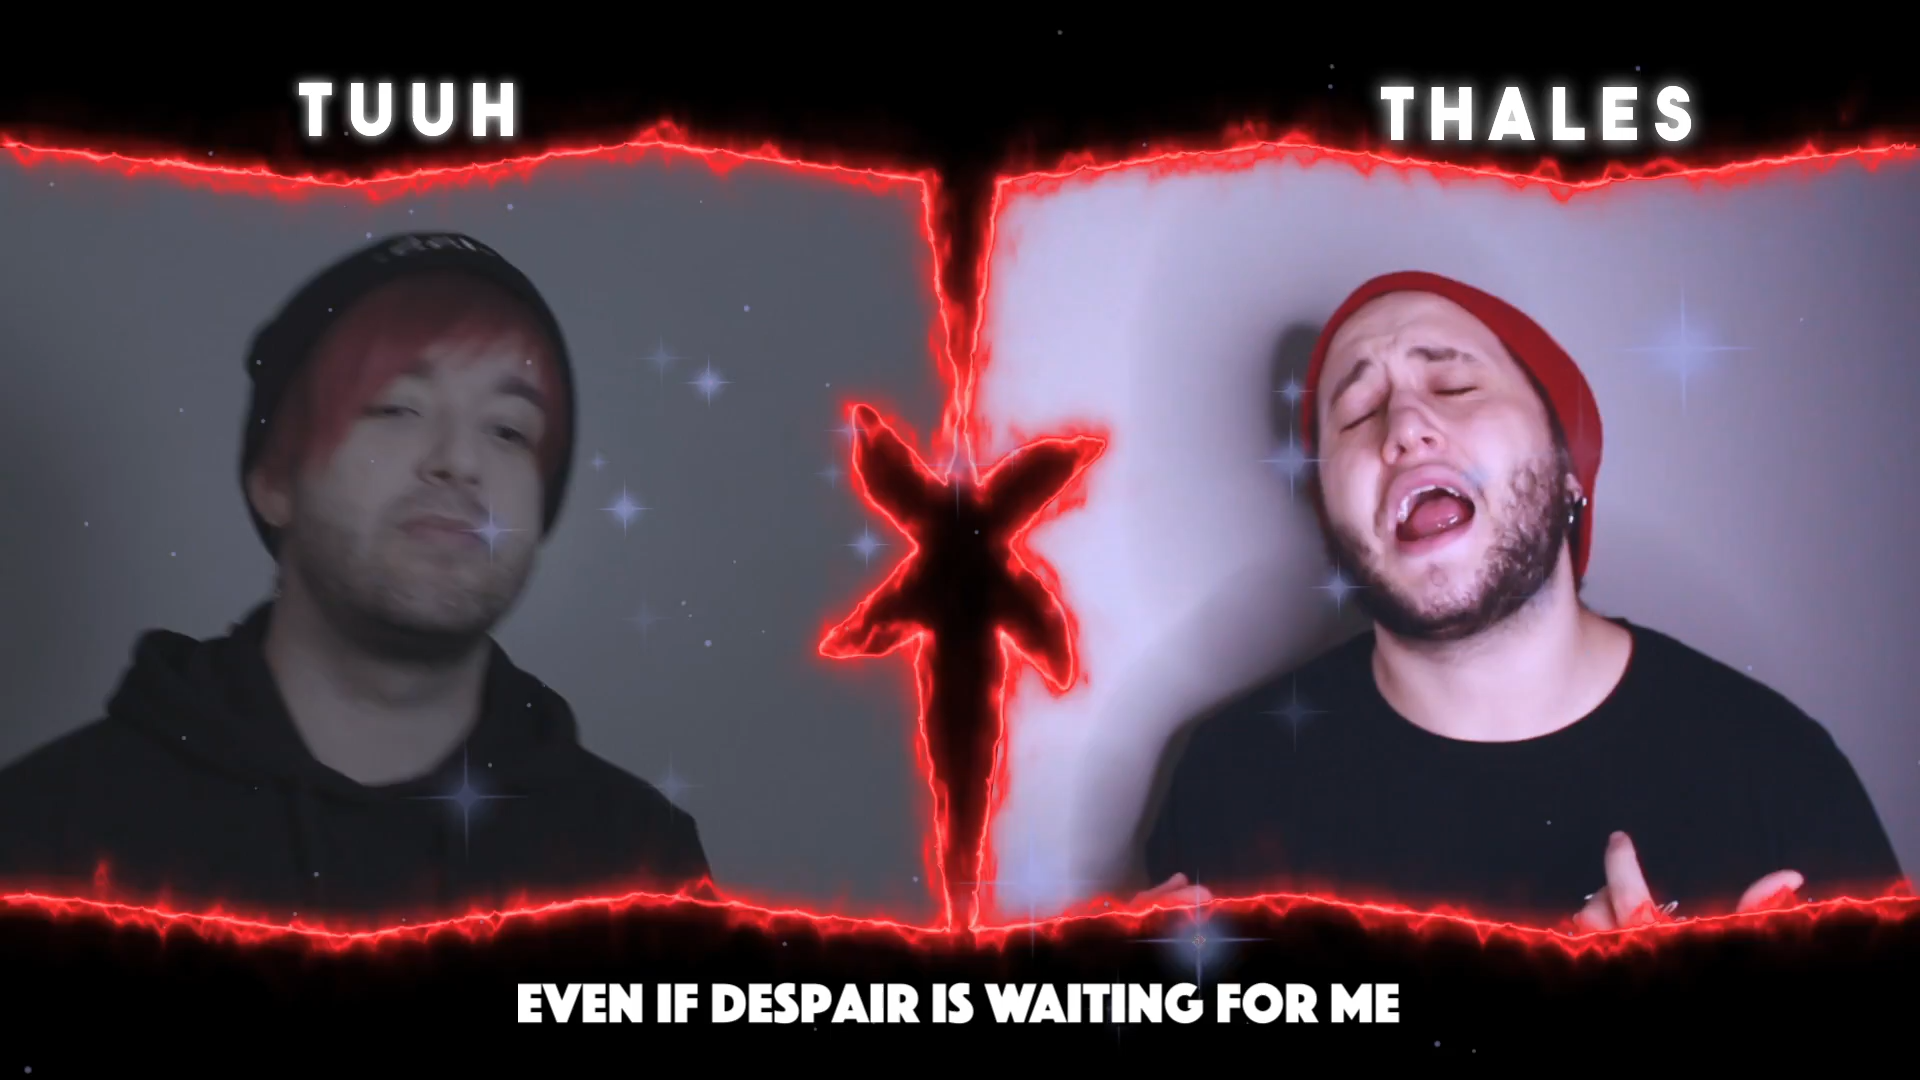 TUUH
THALES
EVEN IF DESPAIR IS WAITING FOR ME